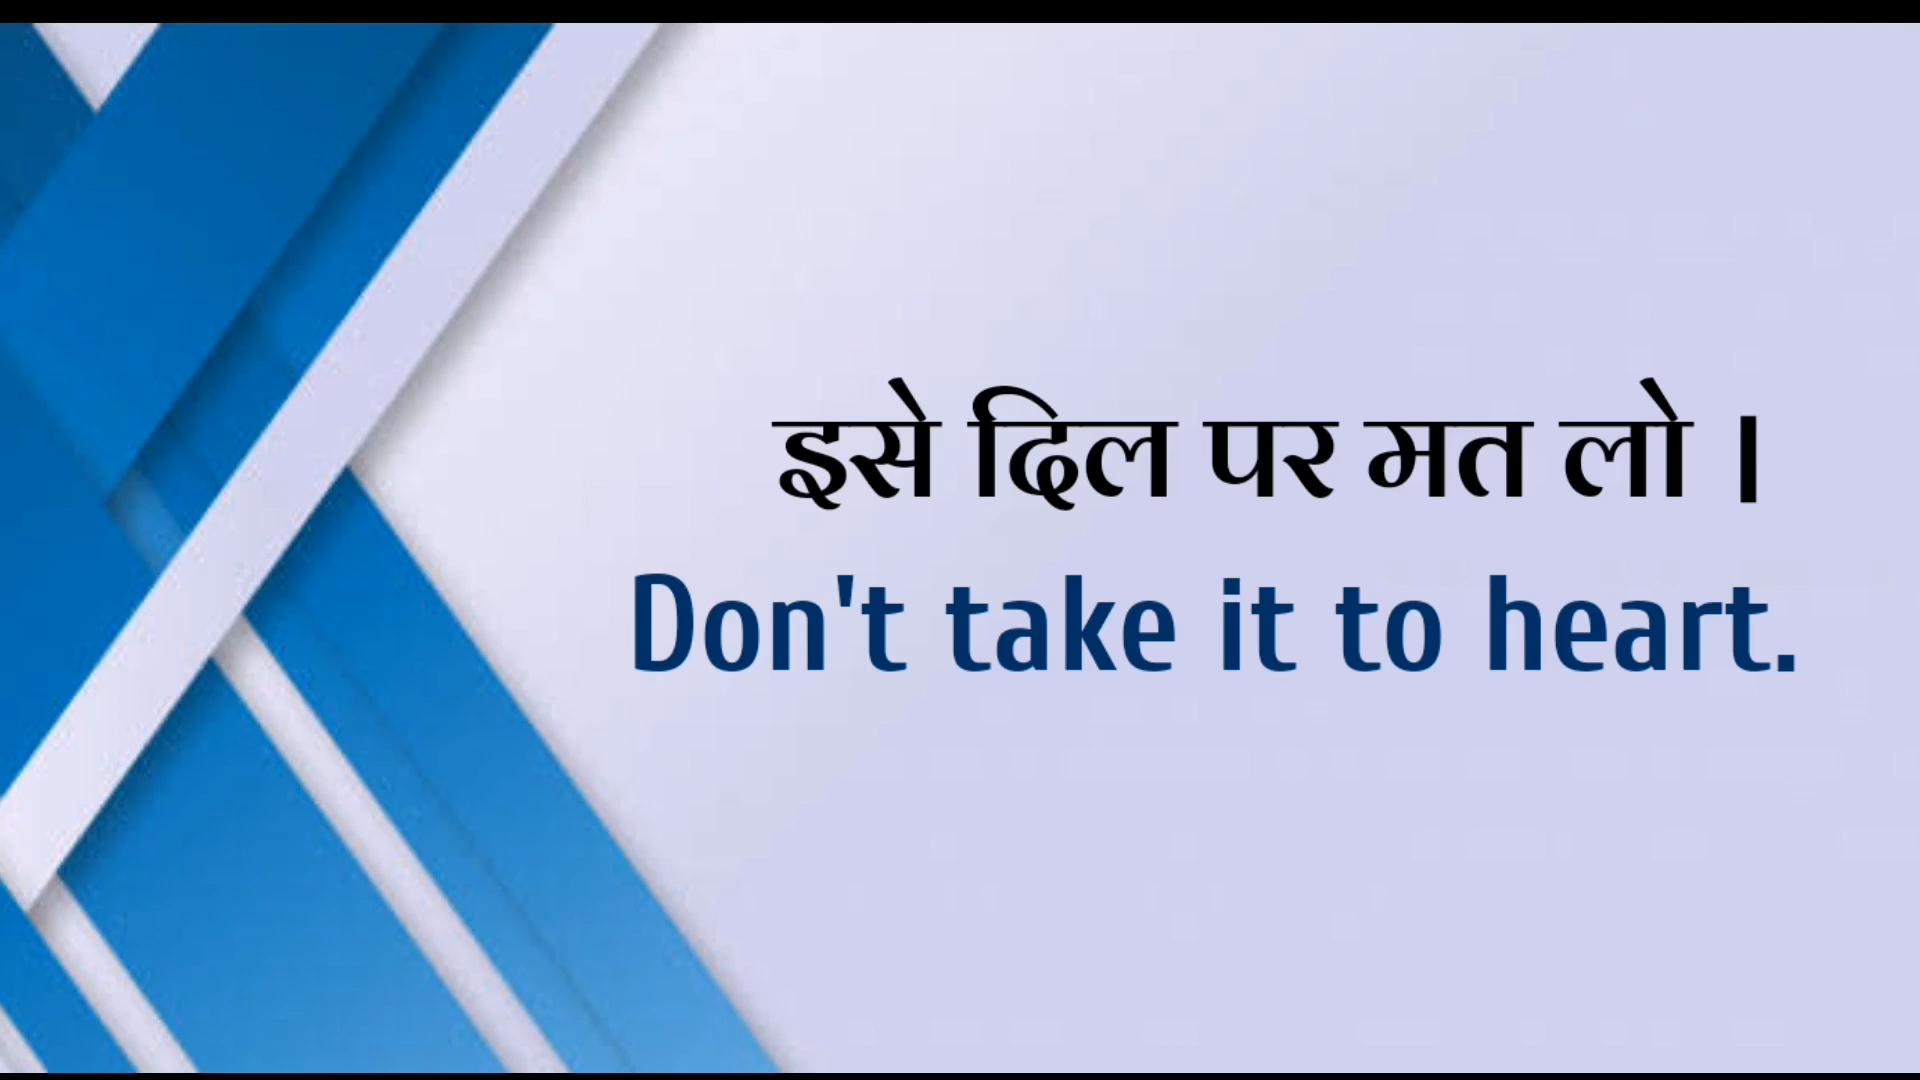 इसे दिल पर मत लो ।
Don't take it to heart.